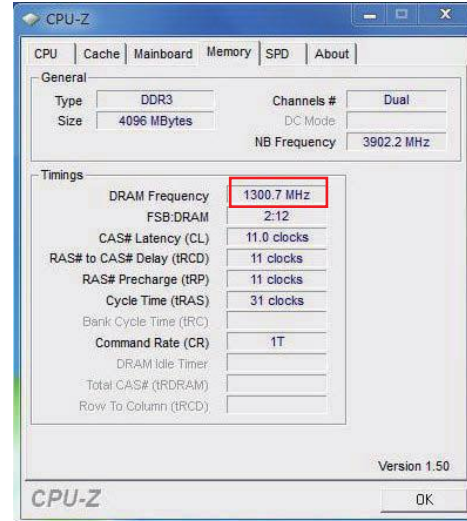 CPU-Z
CPU Cache Mainboard Memory SPD About
General
Type DDR3 Channels # Dual
Size 4096 MBytes DC Mode
NB Frequency 3902.2 MHz
Timings
DRAM Frequency 1300.7 MHz
FSB:DRAM 2:12
CAS# Latency (CL) 11.0 clocks
RAS# to CAS# Delay (tRCD) 11 clocks
RAS# Precharge (tRP) 11 clocks
Cycle Time (tRAS) 31 clocks
Bank Cycle Time (tRC)
Command Rate (CR) 1T
DRAM Idle Timer
Total CAS# (tRDRAM)
Row To Column (tRCD)
Version 1.50
CPU-Z OK